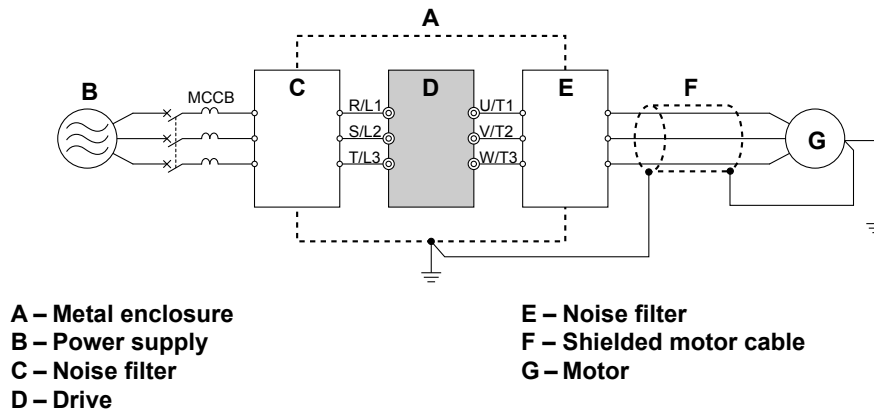 A
B
MCCB
C
R/L1
S/L2
T/L3
D
U/T1
V/T2
W/T3
E
F
G
A – Metal enclosure
B – Power supply
C – Noise filter
D – Drive
E – Noise filter
F – Shielded motor cable
G – Motor